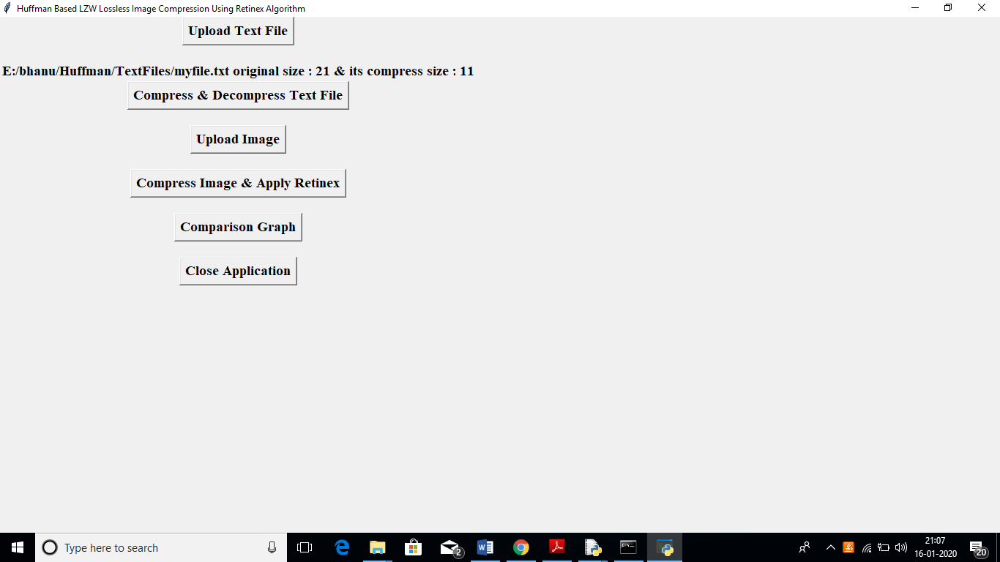 Huffman Based LZW Lossless Image Compression Using Retinex Algorithm
Upload Text File
E:/bhanu/Huffman/TextFiles/myfile.txt original size : 21 & its compress size : 11
Compress & Decompress Text File
Upload Image
Compress Image & Apply Retinex
Comparison Graph
Close Application
Type here to search
2
21:07
16-01-2020
20